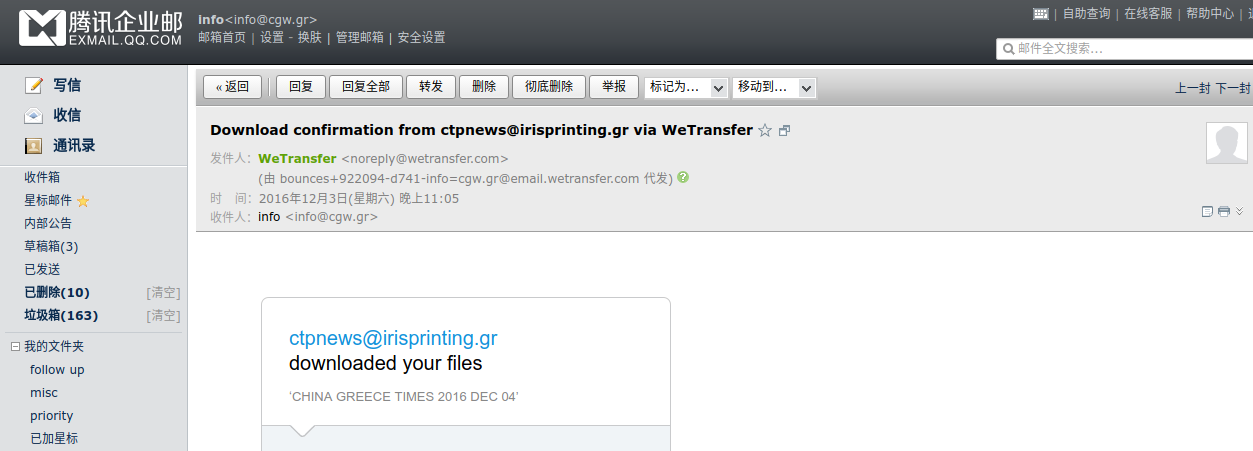 腾讯企业邮
EXMAIL.QQ.COM
info<info@cgw.gr>
邮箱首页 | 设置 - 换肤 | 管理邮箱 | 安全设置
| 自助查询 | 在线客服 | 帮助中心 |
邮件全文搜索...
写信
收信
通讯录
收件箱
星标邮件
内部公告
草稿箱(3)
已发送
已删除(10) [清空]
垃圾箱(163) [清空]
我的文件夹
follow up
misc
priority
已加星标
« 返回 回复 回复全部 转发 删除 彻底删除 举报 标记为... 移动到... 上一封 下一封
Download confirmation from ctpnews@irisprinting.gr via WeTransfer
发件人: WeTransfer <noreply@wetransfer.com>
(由 bounces+922094-d741-info=cgw.gr@email.wetransfer.com 代发)
时 间: 2016年12月3日(星期六) 晚上11:05
收件人: info <info@cgw.gr>
ctpnews@irisprinting.gr
downloaded your files
'CHINA GREECE TIMES 2016 DEC 04'